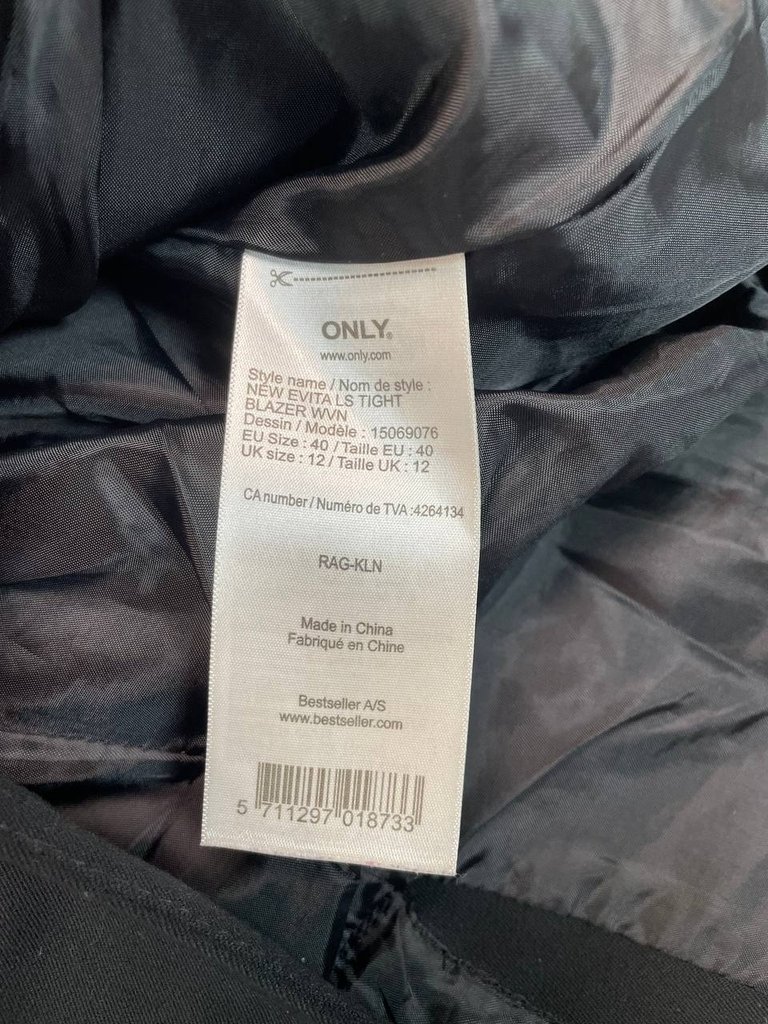 ONLY®
www.only.com
Style name / Nom de style :
NEW EVITA LS TIGHT
BLAZER WVN
Dessin / Modèle : 15069076
EU Size : 40 / Taille EU : 40
UK size : 12 / Taille UK : 12
CA number / Numéro de TVA :4264134
RAG-KLN
Made in China
Fabriqué en Chine
Bestseller A/S
www.bestseller.com
5 711297 018733